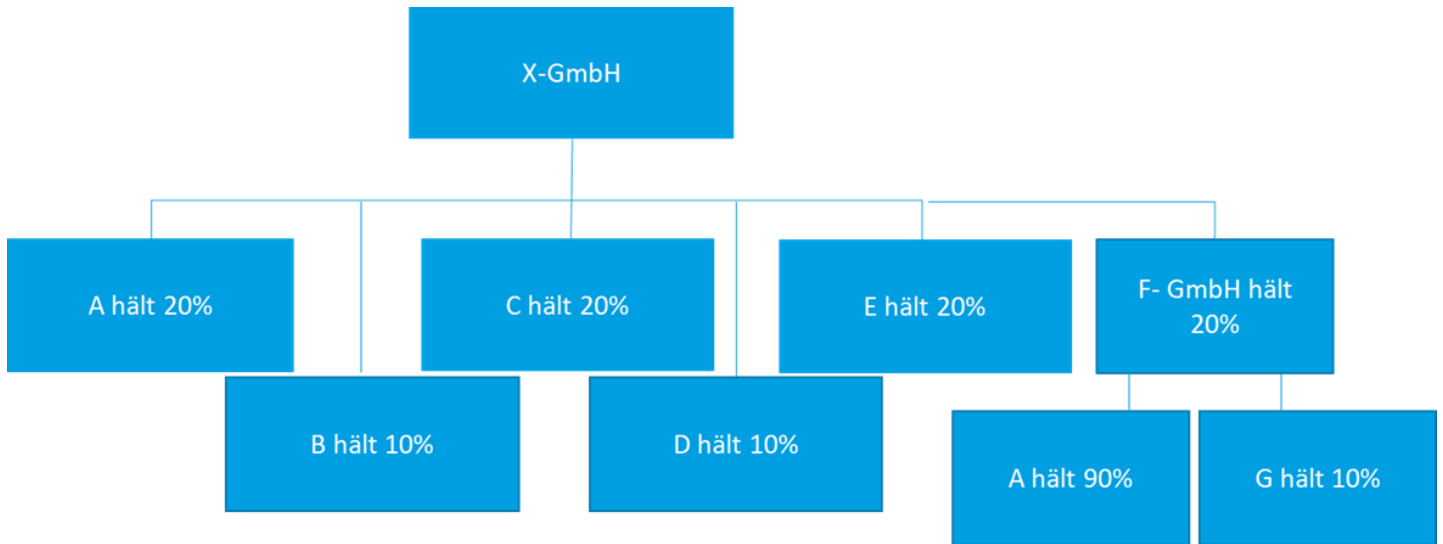 X-GmbH
A hält 20%
C hält 20%
E hält 20%
F- GmbH hält
20%
B hält 10%
D hält 10%
A hält 90%
G hält 10%